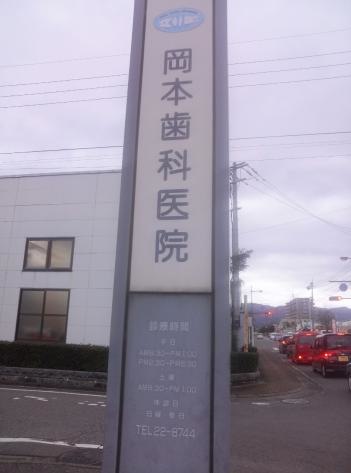 岡本歯科医院
診療時間
平日
AM8:30-PM1:00
PM2:30-PM6:30
土曜
AM8:30-PM1:00
休診日
日曜 祭日
TEL22-8744